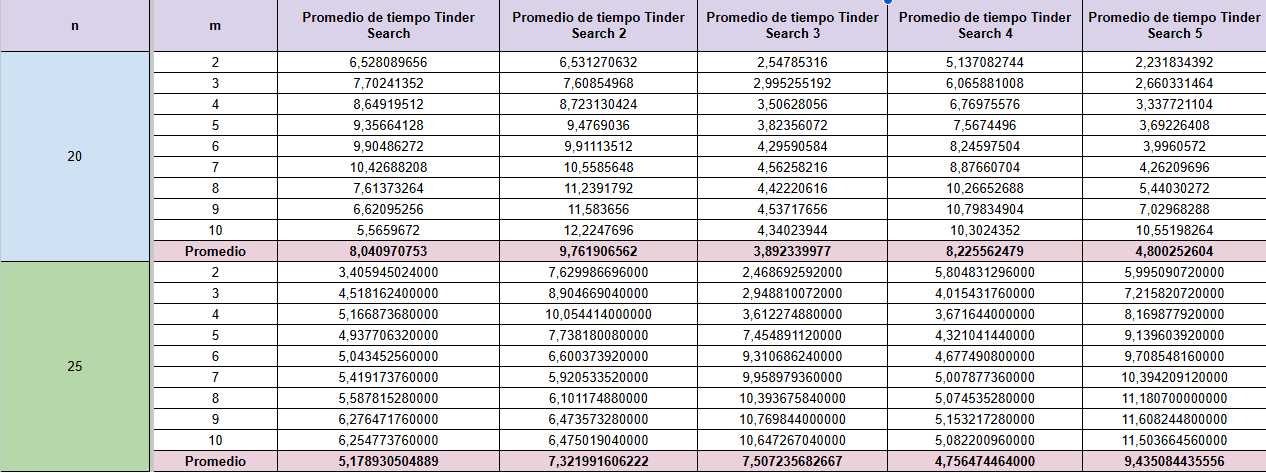 n m Promedio de tiempo Tinder Search Promedio de tiempo Tinder Search 2 Promedio de tiempo Tinder Search 3 Promedio de tiempo Tinder Search 4 Promedio de tiempo Tinder Search 5
20
2 6,528089656 6,531270632 2,54785316 5,137082744 2,231834392
3 7,70241352 7,60854968 2,995255192 6,065881008 2,660331464
4 8,64919512 8,723130424 3,50628056 6,76975576 3,337721104
5 9,35664128 9,4769036 3,82356072 7,5674496 3,69226408
6 9,90486272 9,91113512 4,29590584 8,24597504 3,9960572
7 10,42688208 10,5585648 4,56258216 8,87660704 4,26209696
8 7,61373264 11,2391792 4,42220616 10,26652688 5,44030272
9 6,62095256 11,583656 4,53717656 10,79834904 7,02968288
10 5,5659672 12,2247696 4,34023944 10,3024352 10,55198264
Promedio 8,040970753 9,761906562 3,892339977 8,225562479 4,800252604
25
2 3,405945024000 7,629986696000 2,468692592000 5,804831296000 5,995090720000
3 4,518162400000 8,904669040000 2,948810072000 4,015431760000 7,215820720000
4 5,166873680000 10,054414000000 3,612274880000 3,671644000000 8,169877920000
5 4,937706320000 7,738180080000 7,454891120000 4,321041440000 9,139603920000
6 5,043452560000 6,600373920000 9,310686240000 4,677490800000 9,708548160000
7 5,419173760000 5,920533520000 9,958979360000 5,007877360000 10,394209120000
8 5,587815280000 6,101174880000 10,393675840000 5,074535280000 11,180700000000
9 6,276471760000 6,473573280000 10,769844000000 5,153217280000 11,608244800000
10 6,254773760000 6,475019040000 10,647267040000 5,082200960000 11,503664560000
Promedio 5,178930504889 7,321991606222 7,507235682667 4,756474464000 9,435084435556